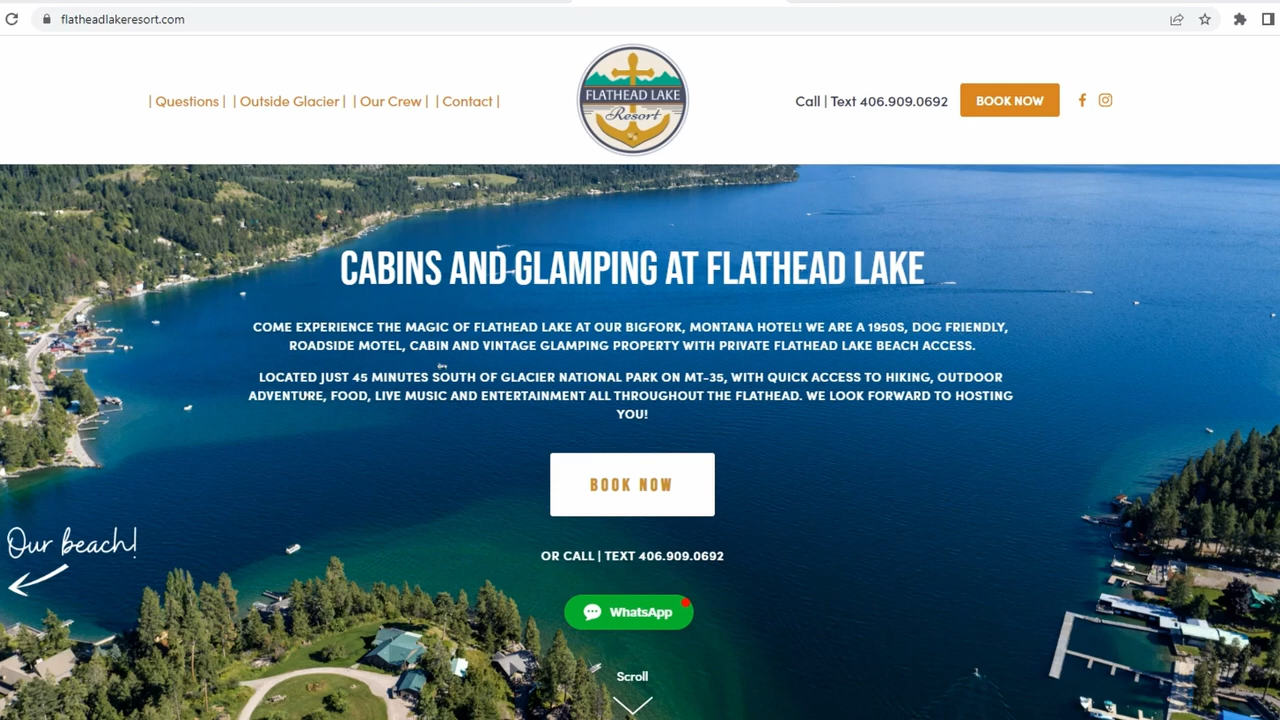 flatheadlakeresort.com
| Questions | | Outside Glacier | | Our Crew | | Contact |
FLATHEAD LAKE
Resort
Call | Text 406.909.0692
BOOK NOW
CABINS AND GLAMPING AT FLATHEAD LAKE
COME EXPERIENCE THE MAGIC OF FLATHEAD LAKE AT OUR BIGFORK, MONTANA HOTEL! WE ARE A 1950S, DOG FRIENDLY,
ROADSIDE MOTEL, CABIN AND VINTAGE GLAMPING PROPERTY WITH PRIVATE FLATHEAD LAKE BEACH ACCESS.
LOCATED JUST 45 MINUTES SOUTH OF GLACIER NATIONAL PARK ON MT-35, WITH QUICK ACCESS TO HIKING, OUTDOOR
ADVENTURE, FOOD, LIVE MUSIC AND ENTERTAINMENT ALL THROUGHOUT THE FLATHEAD. WE LOOK FORWARD TO HOSTING
YOU!
BOOK NOW
Our beach!
OR CALL | TEXT 406.909.0692
WhatsApp
Scroll